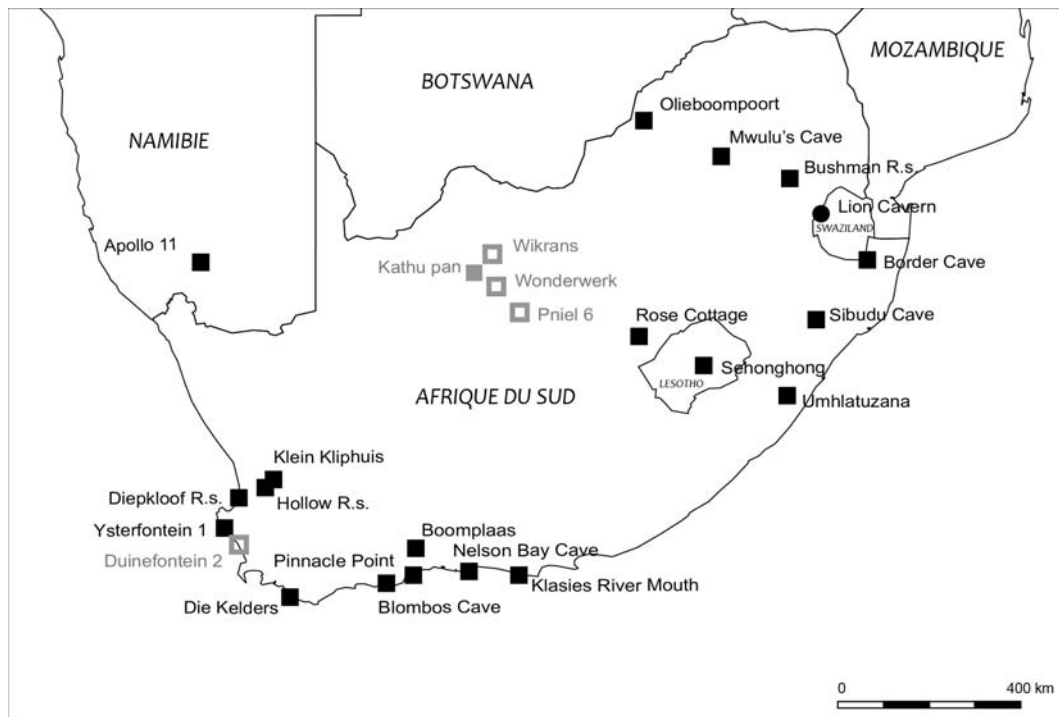 MOZAMBIQUE
BOTSWANA
NAMIBIE
Olieboompoort
Mwulu's Cave
Bushman R.s.
Lion Cavern
SWAZILAND
Apollo 11
Wikrans
Kathu pan
Border Cave
Wonderwerk
Pniel 6
Rose Cottage
Sibudu Cave
Sehonghong
LESOTHO
AFRIQUE DU SUD
Umhlatuzana
Klein Kliphuis
Diepkloof R.s.
Hollow R.s.
Ysterfontein 1
Boomplaas
Duinefontein 2
Pinnacle Point
Nelson Bay Cave
Klasies River Mouth
Die Kelders
Blombos Cave
0 400 km